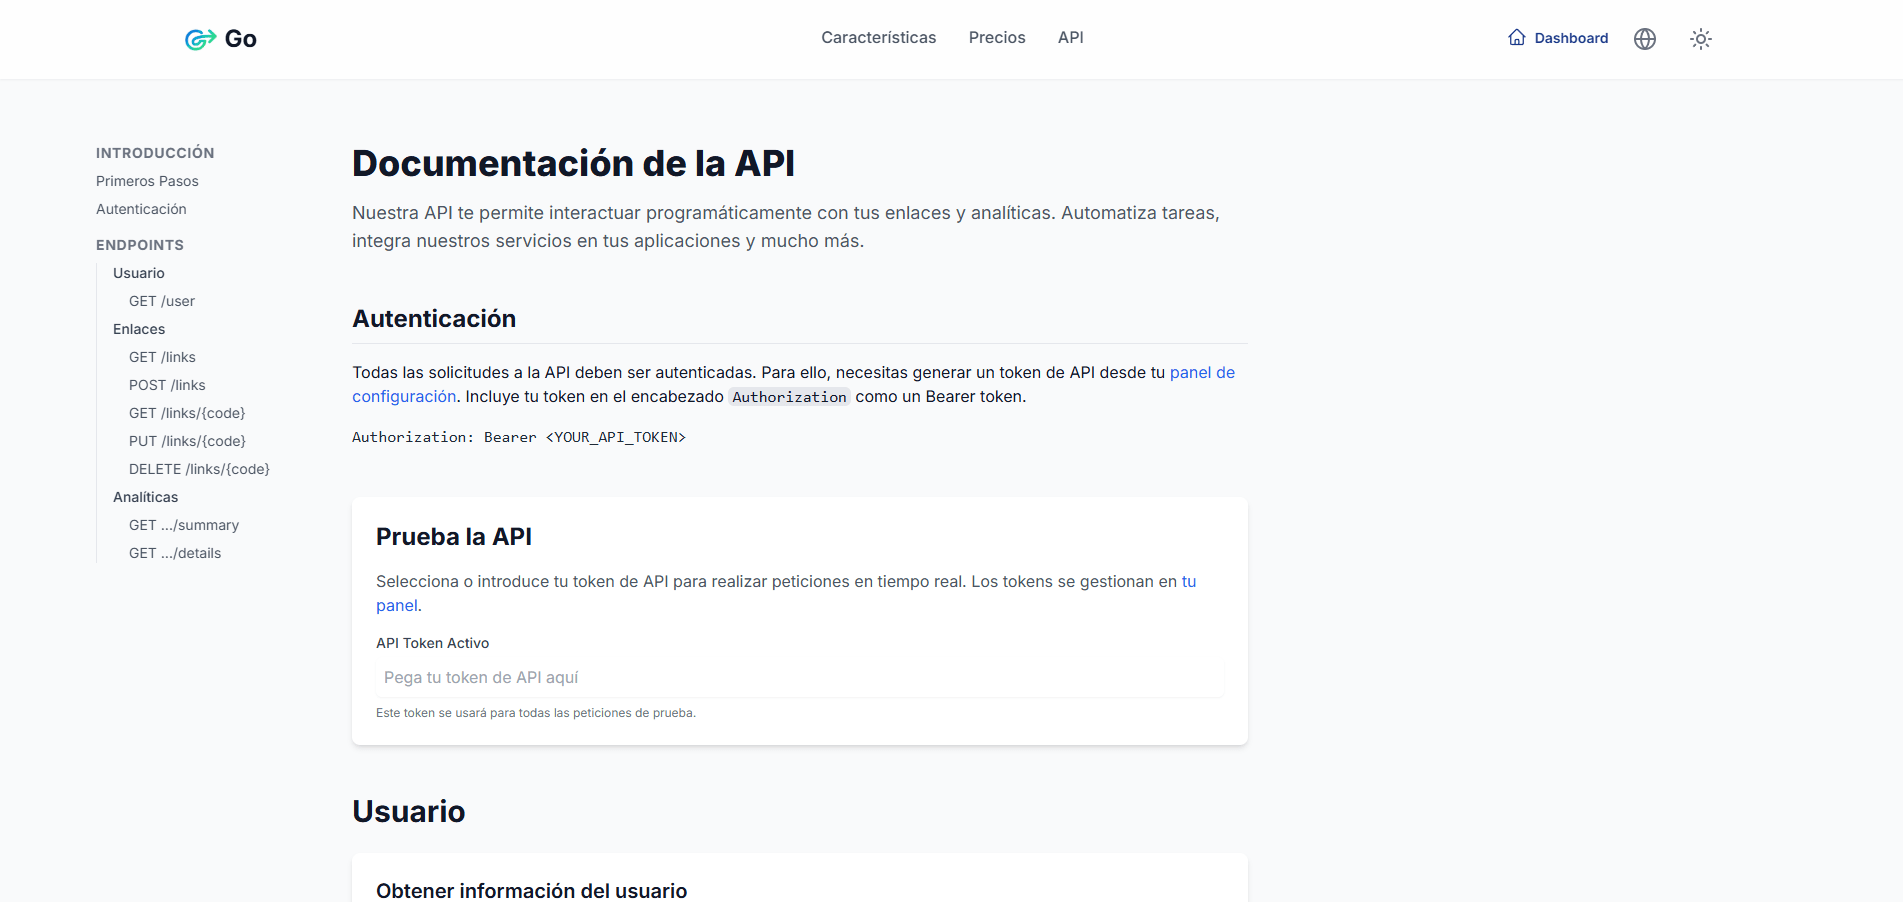 Go
Características
Precios
API
Dashboard
INTRODUCCIÓN
Primeros Pasos
Autenticación
ENDPOINTS
Usuario
GET /user
Enlaces
GET /links
POST /links
GET /links/{code}
PUT /links/{code}
DELETE /links/{code}
Analíticas
GET .../summary
GET .../details
Documentación de la API
Nuestra API te permite interactuar programáticamente con tus enlaces y analíticas. Automatiza tareas,
integra nuestros servicios en tus aplicaciones y mucho más.
Autenticación
Todas las solicitudes a la API deben ser autenticadas. Para ello, necesitas generar un token de API desde tu panel de
configuración. Incluye tu token en el encabezado Authorization como un Bearer token.
Authorization: Bearer <YOUR_API_TOKEN>
Prueba la API
Selecciona o introduce tu token de API para realizar peticiones en tiempo real. Los tokens se gestionan en tu
panel.
API Token Activo
Pega tu token de API aquí
Este token se usará para todas las peticiones de prueba.
Usuario
Obtener información del usuario